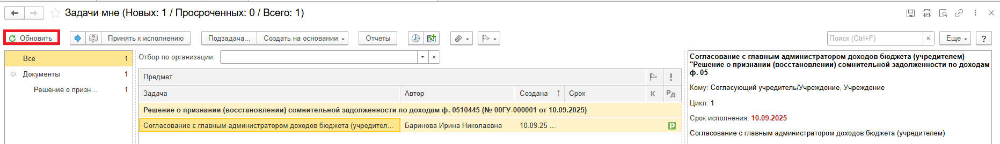 Задачи мне (Новых: 1 / Просроченных: 0 / Всего: 1)
Обновить
Принять к исполнению
Подзадача...
Создать на основании
Отчеты
Поиск (Ctrl+F)
×
Еще
?
Все 1
Документы 1
Решение о призн... 1
Отбор по организации:
Предмет
Задача Автор Создана ↑ Срок К Рд
Решение о признании (восстановлении) сомнительной задолженности по доходам ф. 0510445 (№ 00ГУ-000001 от 10.09.2025)
Согласование с главным администратором доходов бюджета (учредител... Баринова Ирина Николаевна 10.09.25 ... Р
Согласование с главным администратором доходов бюджета (учредителем)
"Решение о признании (восстановлении) сомнительной задолженности по доходам
ф. 05
Кому: Согласующий учредитель/Учреждение, Учреждение
Цикл: 1
Срок исполнения: 10.09.2025
Согласование с главным администратором доходов бюджета (учредителем)